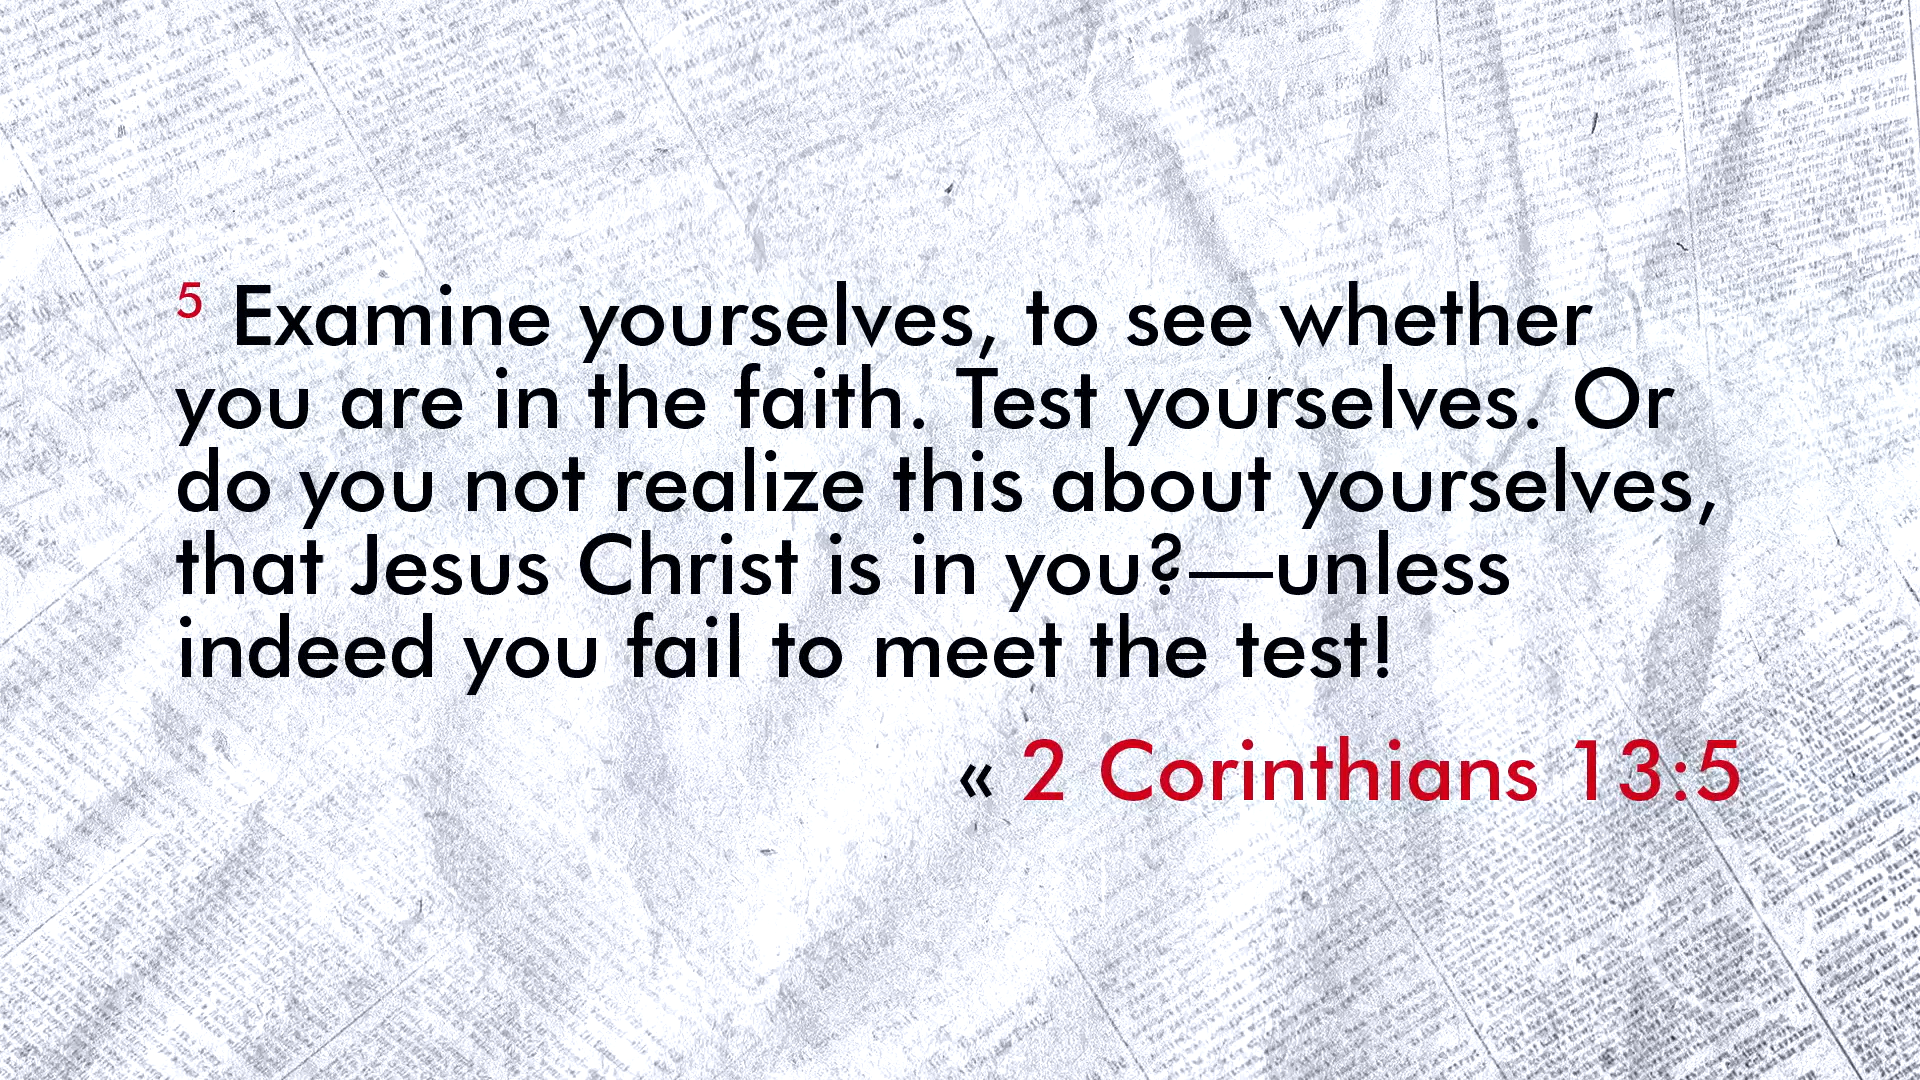 5 Examine yourselves, to see whether
you are in the faith. Test yourselves. Or
do you not realize this about yourselves,
that Jesus Christ is in you?—unless
indeed you fail to meet the test!
« 2 Corinthians 13:5